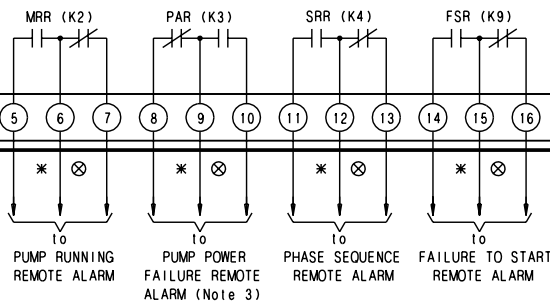 MRR (K2) PAR (K3) SRR (K4) FSR (K9)
5 6 7 8 9 10 11 12 13 14 15 16
to to to to
PUMP RUNNING
REMOTE ALARM
PUMP POWER
FAILURE REMOTE
ALARM (Note 3)
PHASE SEQUENCE
REMOTE ALARM
FAILURE TO START
REMOTE ALARM